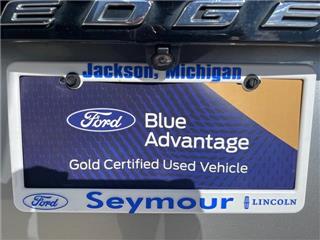 EDGE
Jackson, Michigan
Ford
Blue
Advantage
Gold Certified Used Vehicle
Ford Seymour LINCOLN